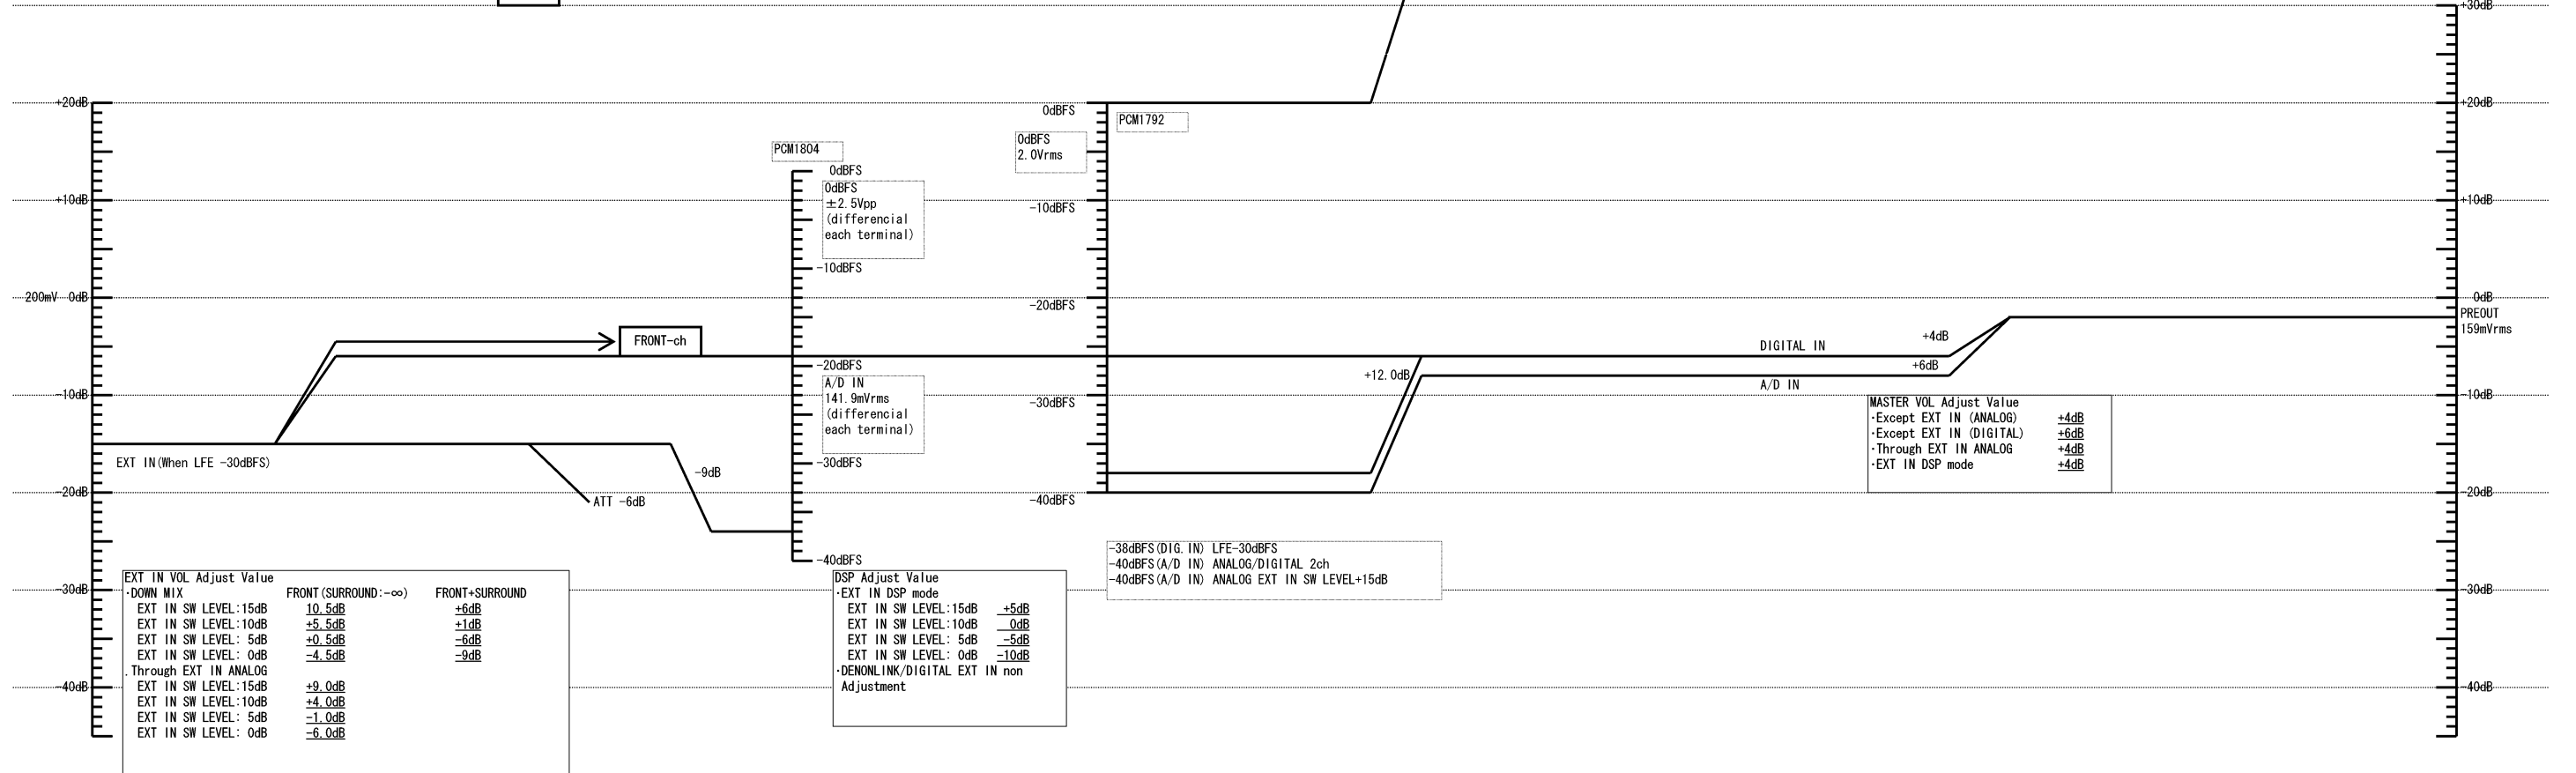 +30dB
+20dB
+10dB
200mV 0dB
-10dB
-20dB
-30dB
-40dB
EXT IN(When LFE -30dBFS)
FRONT-ch
ATT -6dB
-9dB
PCM1804
0dBFS
0dBFS
±2.5Vpp
(differencial
each terminal)
-10dBFS
-20dBFS
A/D IN
141.9mVrms
(differencial
each terminal)
-30dBFS
-40dBFS
0dBFS
0dBFS
2.0Vrms
-10dBFS
-20dBFS
-30dBFS
-40dBFS
PCM1792
+12.0dB
DIGITAL IN
A/D IN
+4dB
+6dB
MASTER VOL Adjust Value
·Except EXT IN (ANALOG) +4dB
·Except EXT IN (DIGITAL) +6dB
·Through EXT IN ANALOG +4dB
·EXT IN DSP mode +4dB
-38dBFS(DIG.IN) LFE-30dBFS
-40dBFS(A/D IN) ANALOG/DIGITAL 2ch
-40dBFS(A/D IN) ANALOG EXT IN SW LEVEL+15dB
EXT IN VOL Adjust Value
·DOWN MIX FRONT(SURROUND:-∞) FRONT+SURROUND
EXT IN SW LEVEL:15dB 10.5dB +6dB
EXT IN SW LEVEL:10dB +5.5dB +1dB
EXT IN SW LEVEL: 5dB +0.5dB -6dB
EXT IN SW LEVEL: 0dB -4.5dB -9dB
.Through EXT IN ANALOG
EXT IN SW LEVEL:15dB +9.0dB
EXT IN SW LEVEL:10dB +4.0dB
EXT IN SW LEVEL: 5dB -1.0dB
EXT IN SW LEVEL: 0dB -6.0dB
DSP Adjust Value
·EXT IN DSP mode
EXT IN SW LEVEL:15dB +5dB
EXT IN SW LEVEL:10dB 0dB
EXT IN SW LEVEL: 5dB -5dB
EXT IN SW LEVEL: 0dB -10dB
·DENONLINK/DIGITAL EXT IN non
Adjustment
+20dB
+10dB
0dB
PREOUT
159mVrms
-10dB
-20dB
-30dB
-40dB